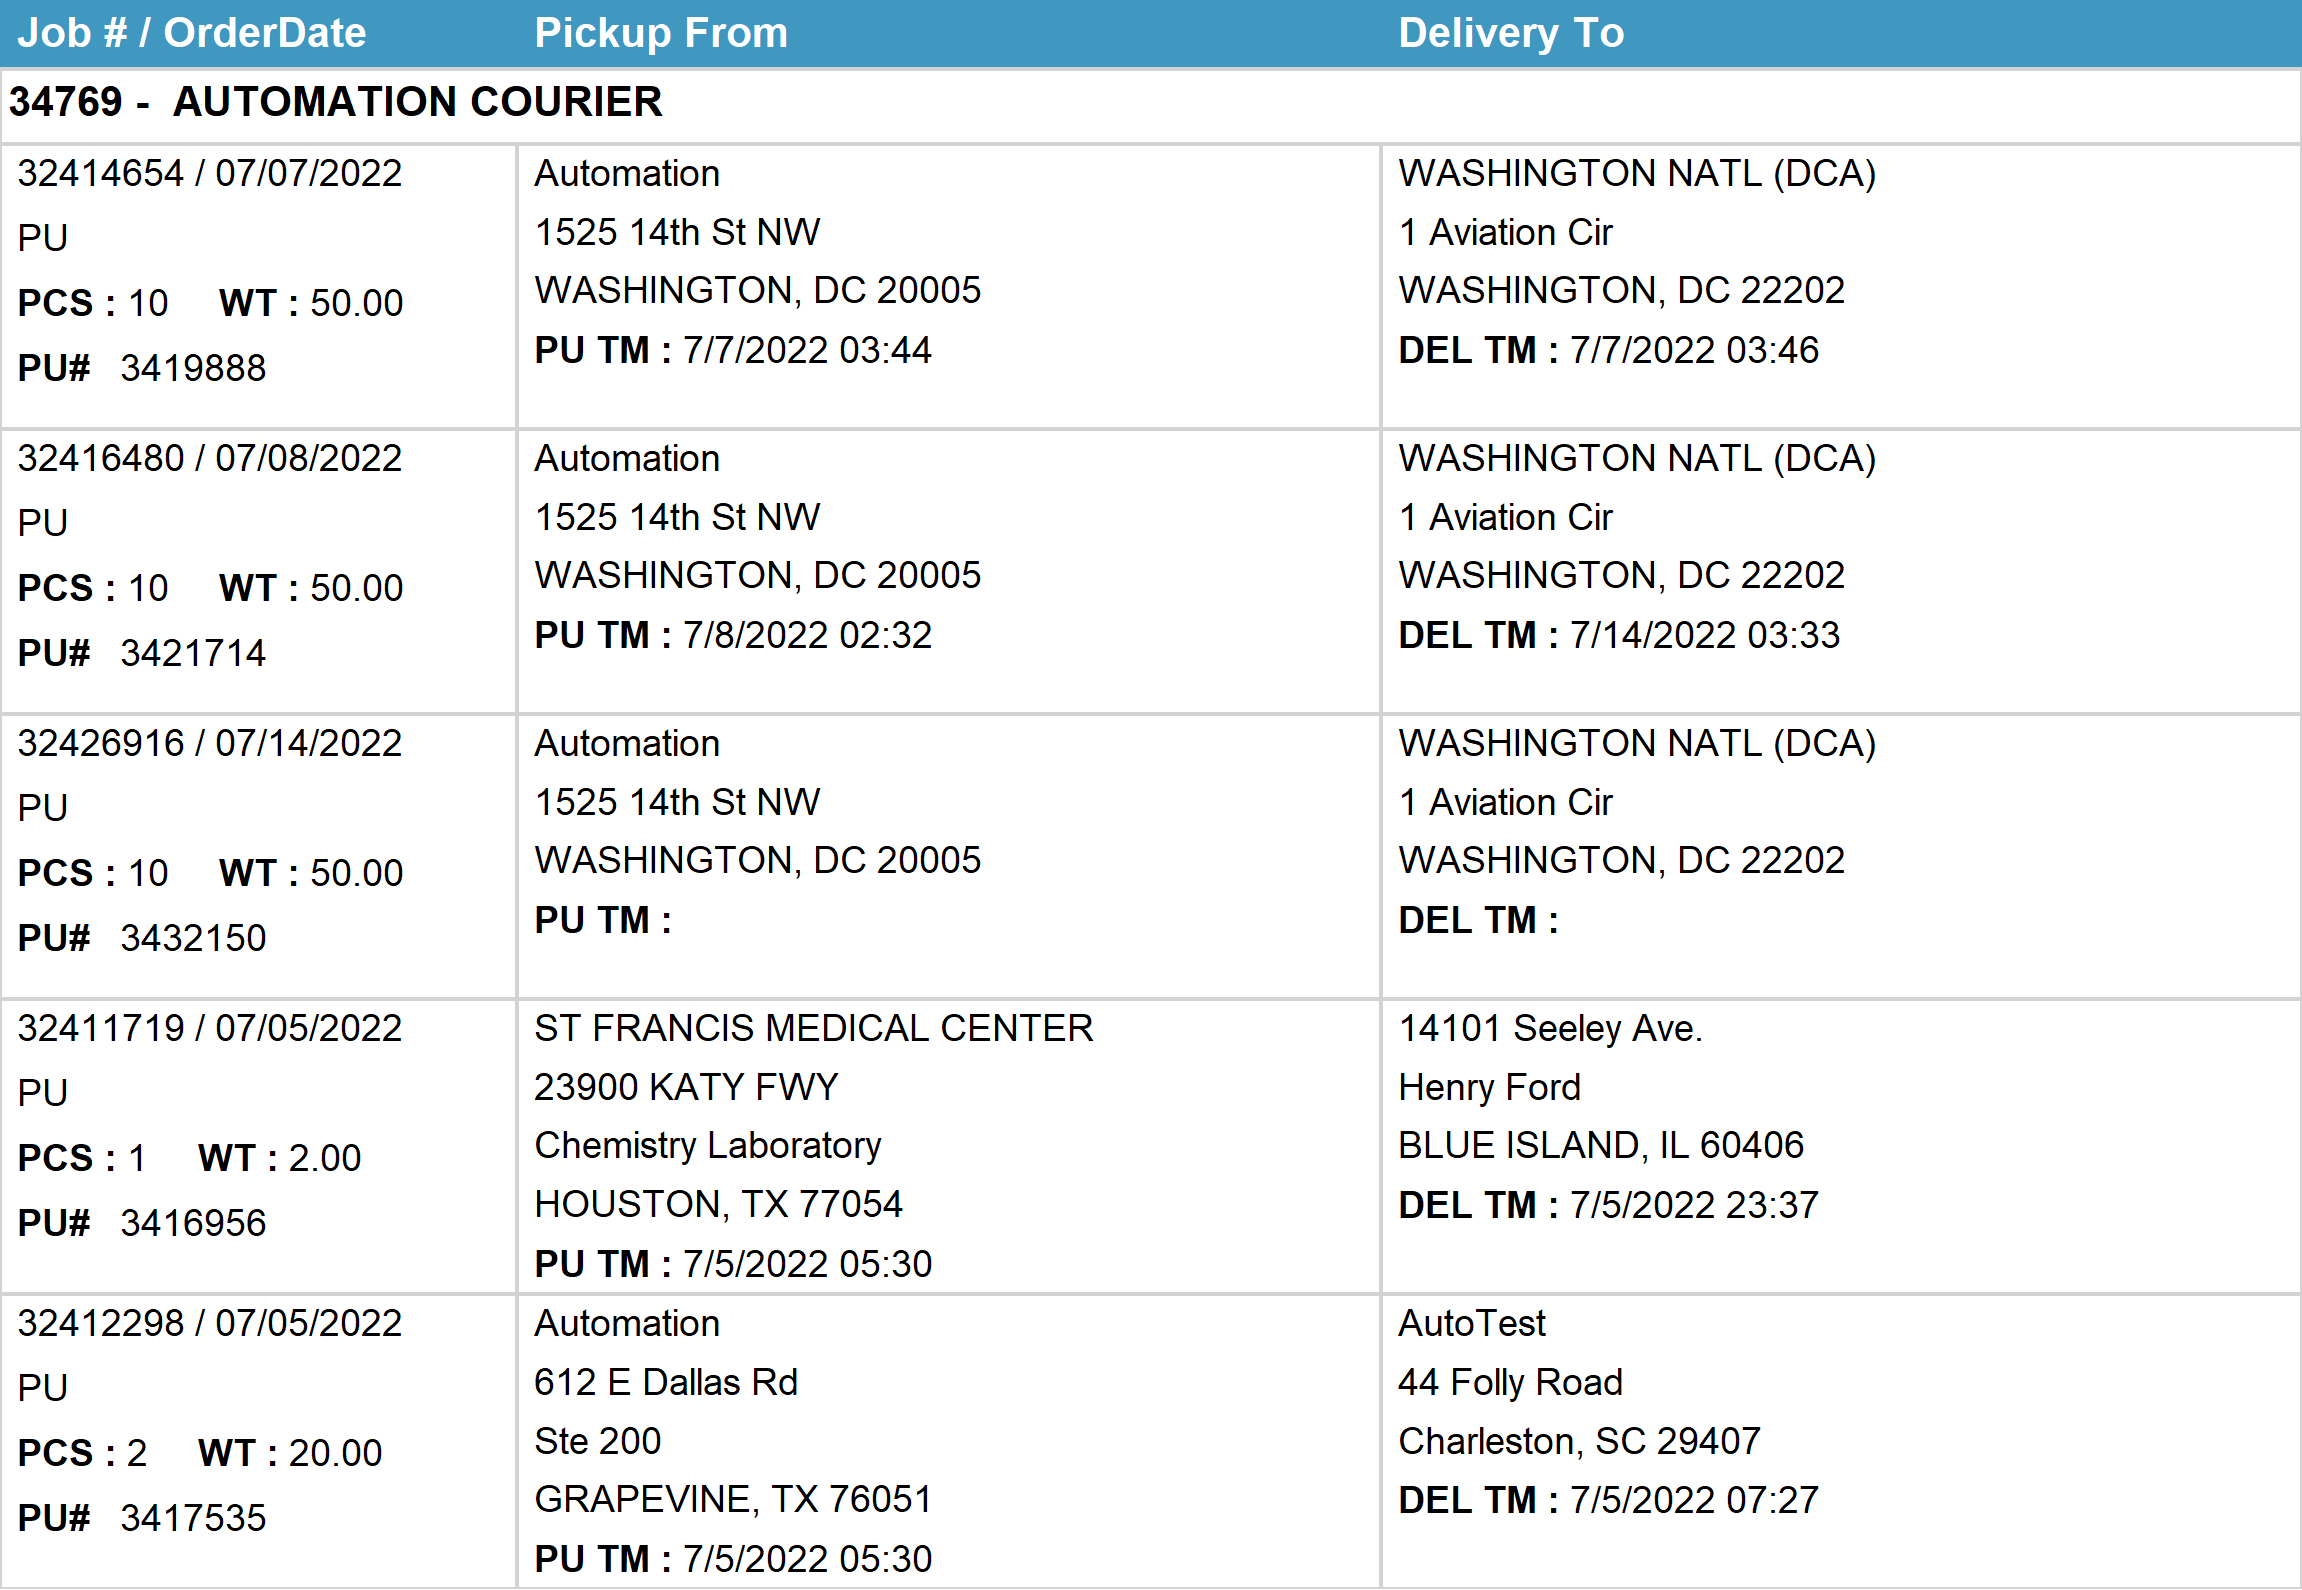 Job # / OrderDate Pickup From Delivery To
34769 - AUTOMATION COURIER
32414654 / 07/07/2022
PU
PCS : 10 WT : 50.00
PU# 3419888
Automation
1525 14th St NW
WASHINGTON, DC 20005
PU TM : 7/7/2022 03:44
WASHINGTON NATL (DCA)
1 Aviation Cir
WASHINGTON, DC 22202
DEL TM : 7/7/2022 03:46
32416480 / 07/08/2022
PU
PCS : 10 WT : 50.00
PU# 3421714
Automation
1525 14th St NW
WASHINGTON, DC 20005
PU TM : 7/8/2022 02:32
WASHINGTON NATL (DCA)
1 Aviation Cir
WASHINGTON, DC 22202
DEL TM : 7/14/2022 03:33
32426916 / 07/14/2022
PU
PCS : 10 WT : 50.00
PU# 3432150
Automation
1525 14th St NW
WASHINGTON, DC 20005
PU TM :
WASHINGTON NATL (DCA)
1 Aviation Cir
WASHINGTON, DC 22202
DEL TM :
32411719 / 07/05/2022
PU
PCS : 1 WT : 2.00
PU# 3416956
ST FRANCIS MEDICAL CENTER
23900 KATY FWY
Chemistry Laboratory
HOUSTON, TX 77054
PU TM : 7/5/2022 05:30
14101 Seeley Ave.
Henry Ford
BLUE ISLAND, IL 60406
DEL TM : 7/5/2022 23:37
32412298 / 07/05/2022
PU
PCS : 2 WT : 20.00
PU# 3417535
Automation
612 E Dallas Rd
Ste 200
GRAPEVINE, TX 76051
PU TM : 7/5/2022 05:30
AutoTest
44 Folly Road
Charleston, SC 29407
DEL TM : 7/5/2022 07:27